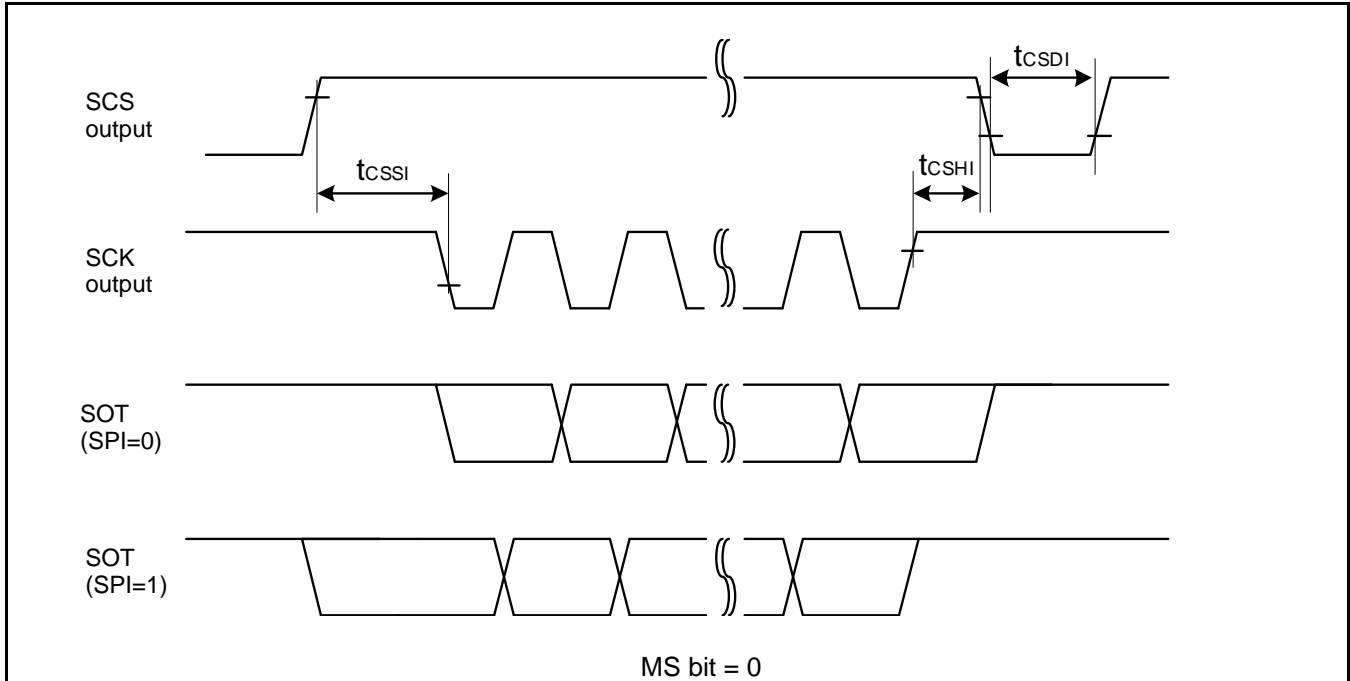 tCSDI
SCS
output
tCSSI
tCSHI
SCK
output
SOT
(SPI=0)
SOT
(SPI=1)
MS bit = 0